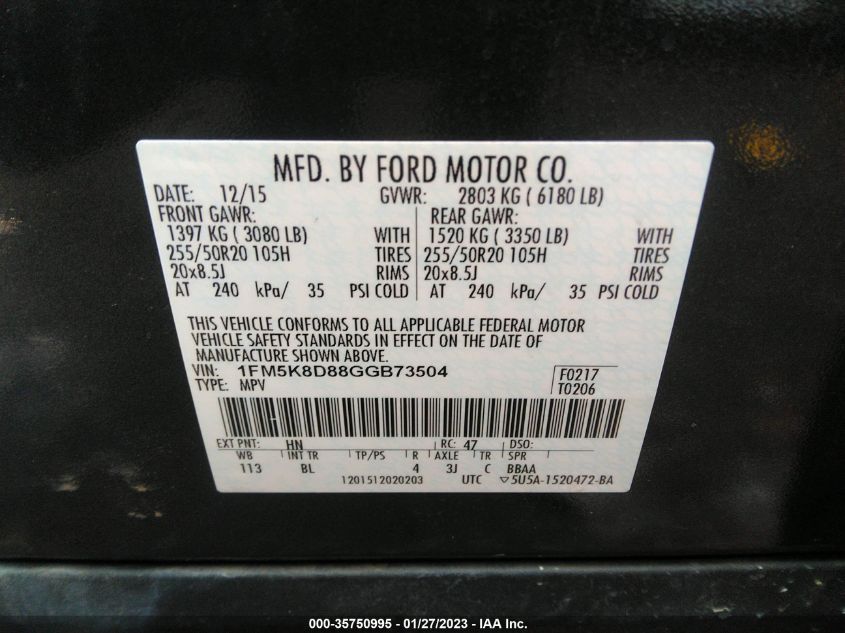 MFD. BY FORD MOTOR CO.
DATE: 12/15 GVWR: 2803 KG ( 6180 LB)
FRONT GAWR: REAR GAWR:
1397 KG ( 3080 LB) WITH 1520 KG ( 3350 LB) WITH
255/50R20 105H TIRES 255/50R20 105H TIRES
20x8.5J RIMS 20x8.5J RIMS
AT 240 kPa/ 35 PSI COLD AT 240 kPa/ 35 PSI COLD
THIS VEHICLE CONFORMS TO ALL APPLICABLE FEDERAL MOTOR
VEHICLE SAFETY STANDARDS IN EFFECT ON THE DATE OF
MANUFACTURE SHOWN ABOVE.
VIN: 1FM5K8D88GGB73504 F0217
TYPE: MPV T0206
EXT PNT: HN RC: 47 DSO:
WB INT TR TP/PS R AXLE TR SPR
113 BL 4 3J C BBAA
1201512020203 UTC ▽5U5A-1520472-BA
000-35750995 — 01/27/2023 — IAA Inc.